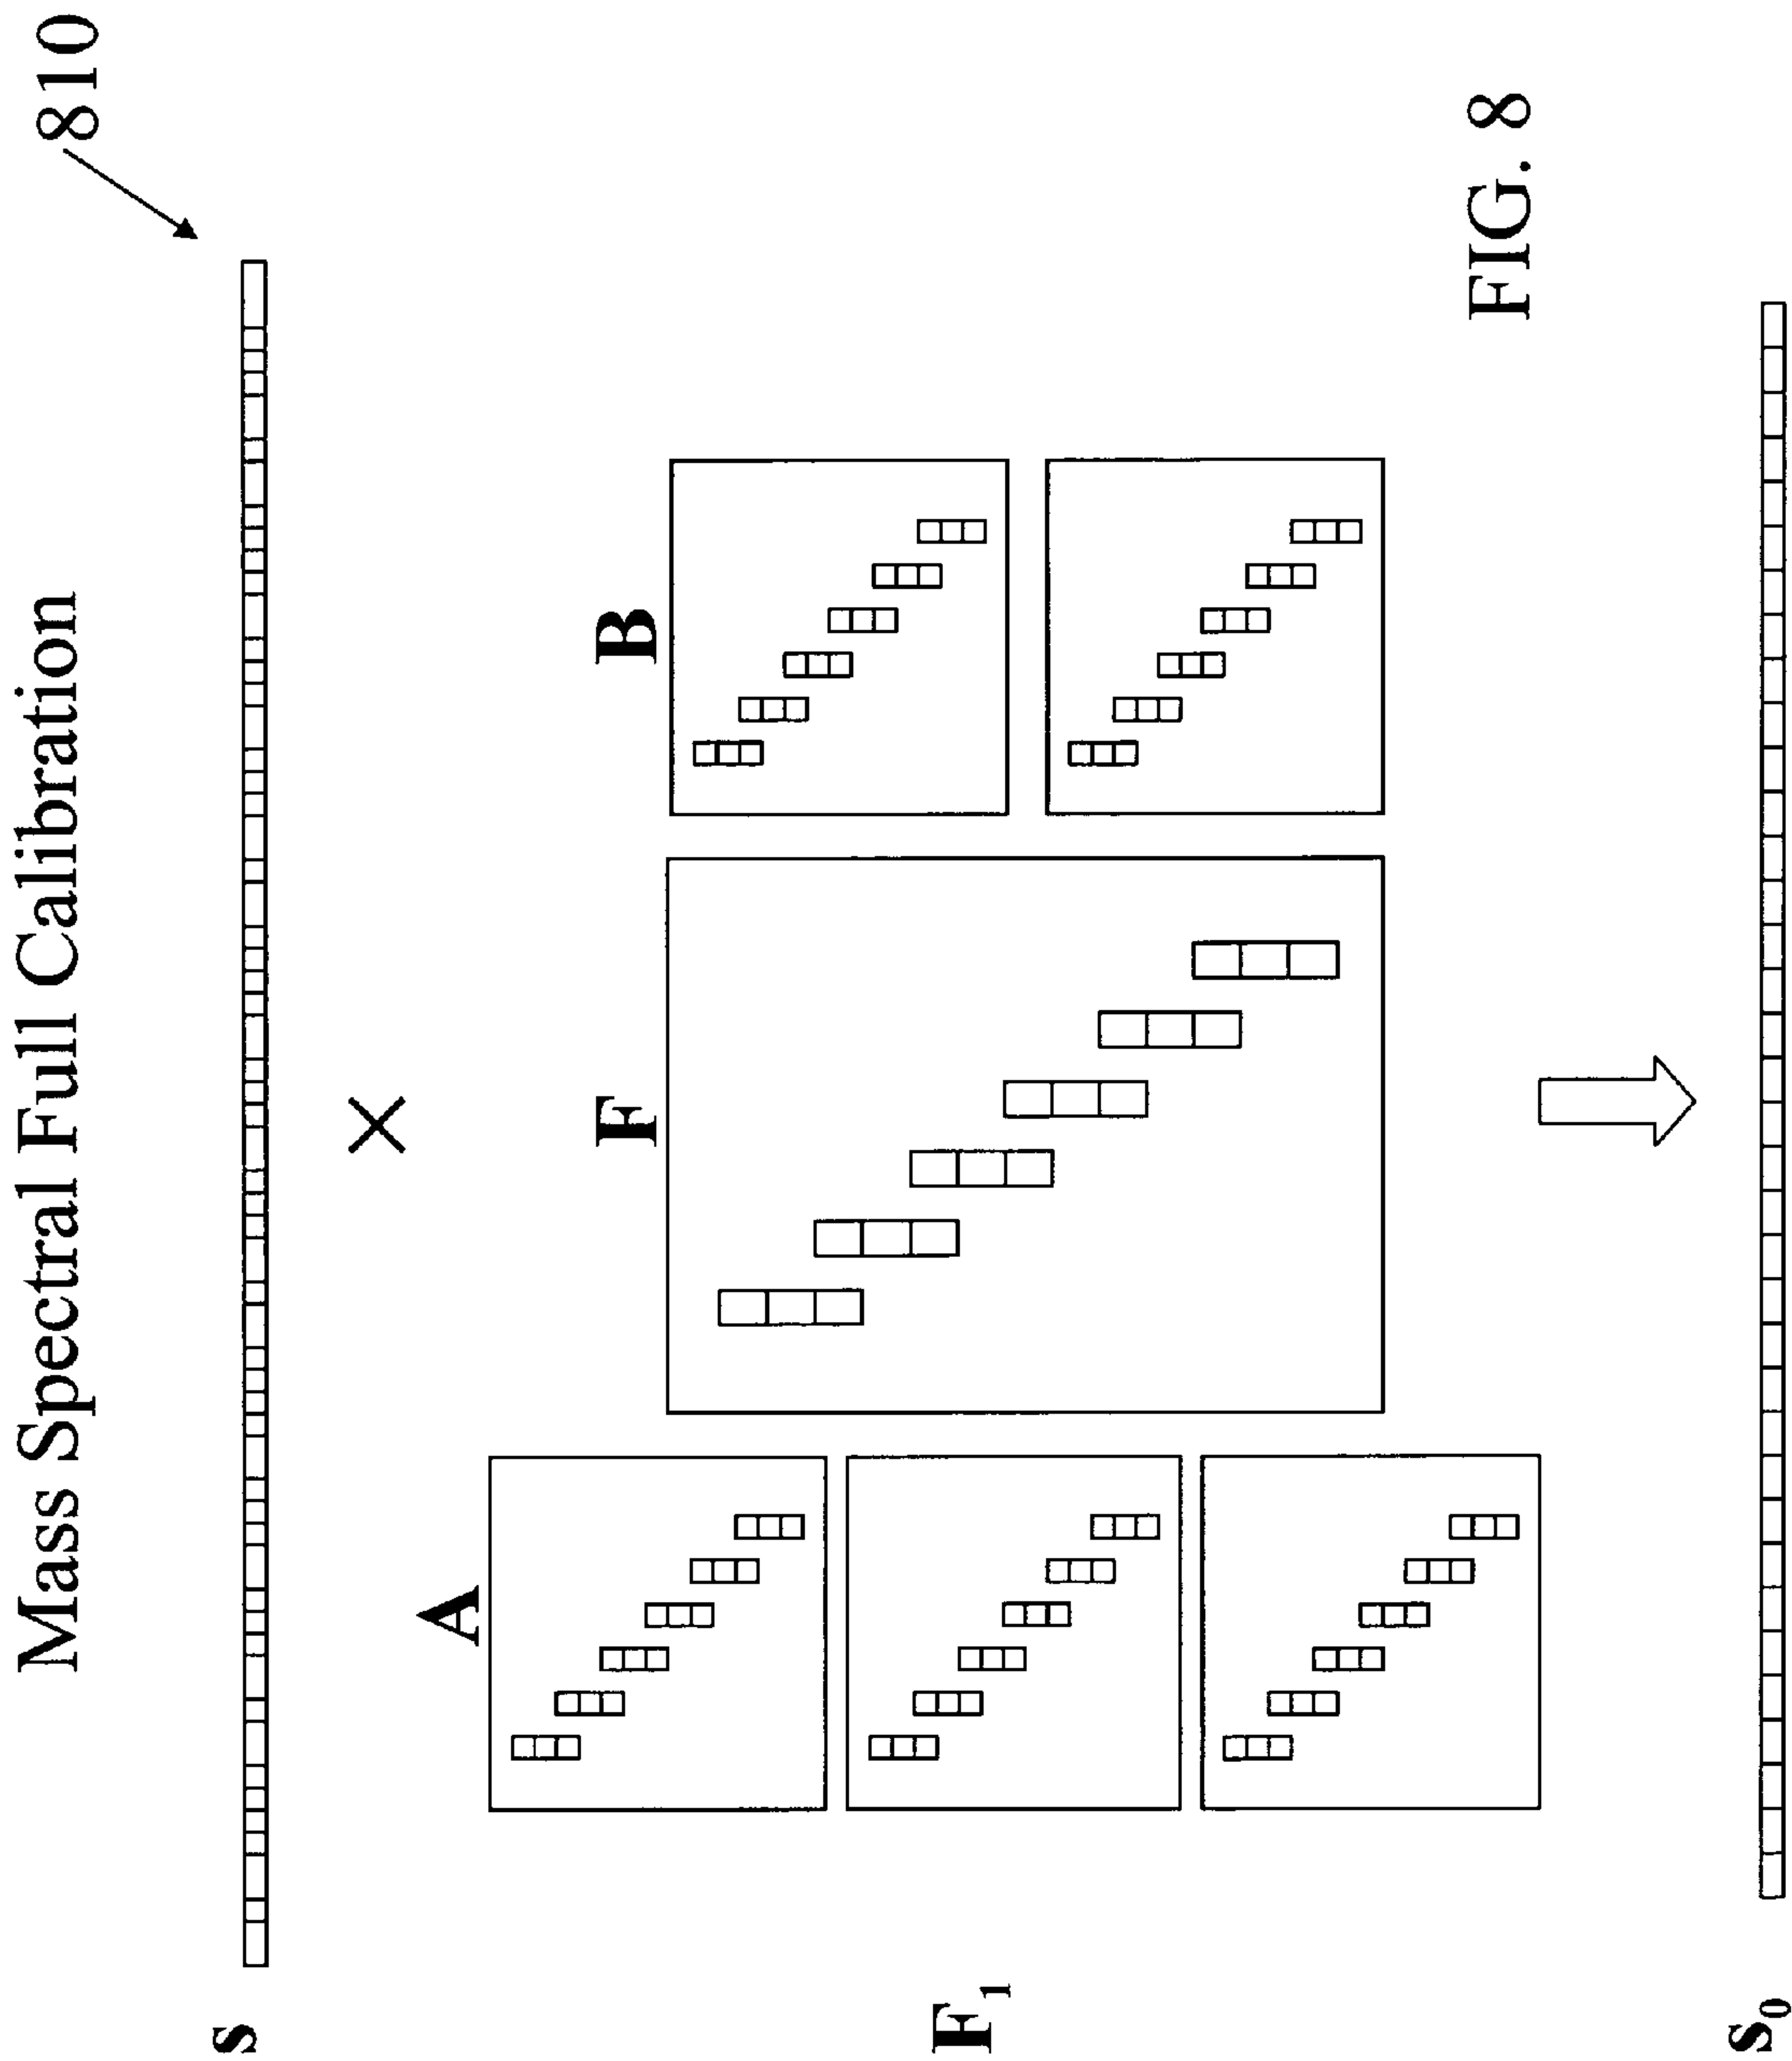 Mass Spectral Full Calibration
810
s
×
A
F
B
F₁
s₀
FIG. 8